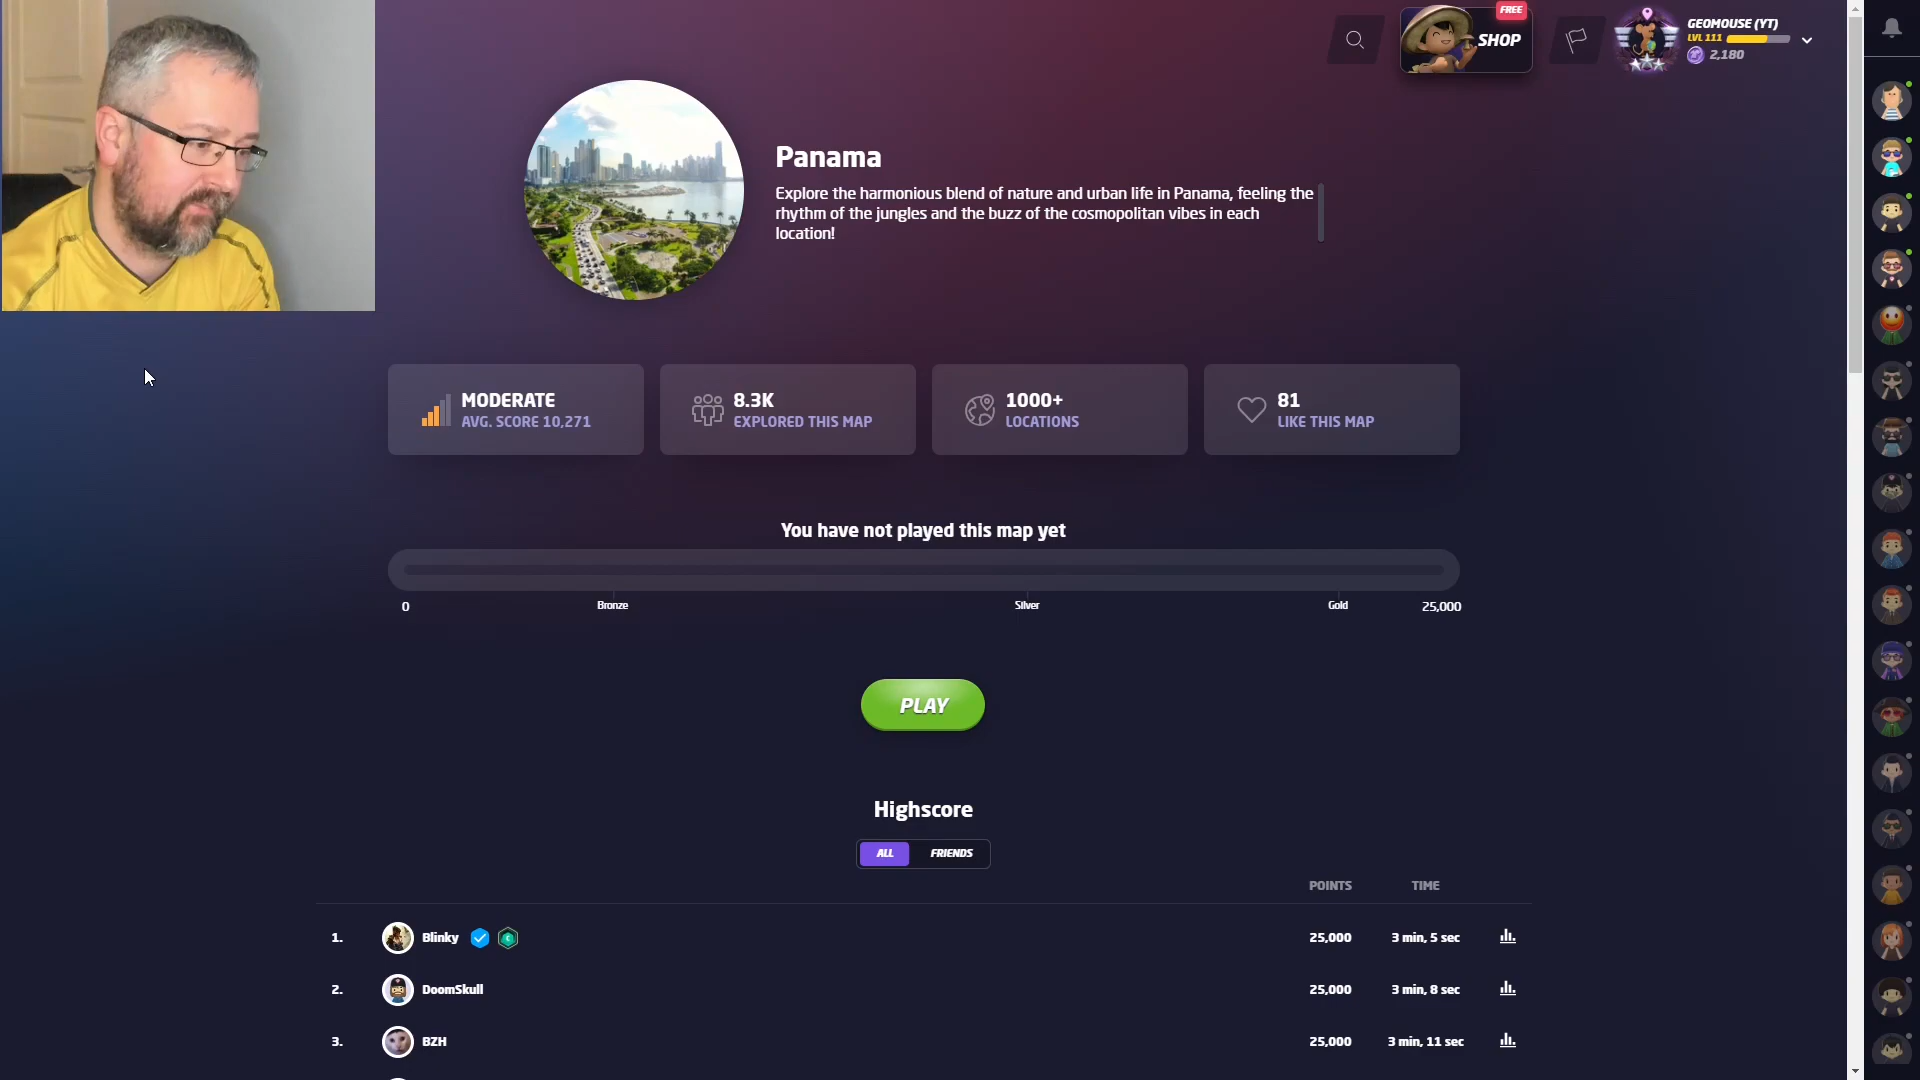 FREE
SHOP
GEOMOUSE (YT)
LVL 111
2,180
Panama
Explore the harmonious blend of nature and urban life in Panama, feeling the
rhythm of the jungles and the buzz of the cosmopolitan vibes in each
location!
MODERATE
AVG. SCORE 10,271
8.3K
EXPLORED THIS MAP
1000+
LOCATIONS
81
LIKE THIS MAP
You have not played this map yet
0
Bronze
Silver
Gold
25,000
PLAY
Highscore
ALL
FRIENDS
POINTS
TIME
1. Blinky 25,000 3 min, 5 sec
2. DoomSkull 25,000 3 min, 8 sec
3. BZH 25,000 3 min, 11 sec